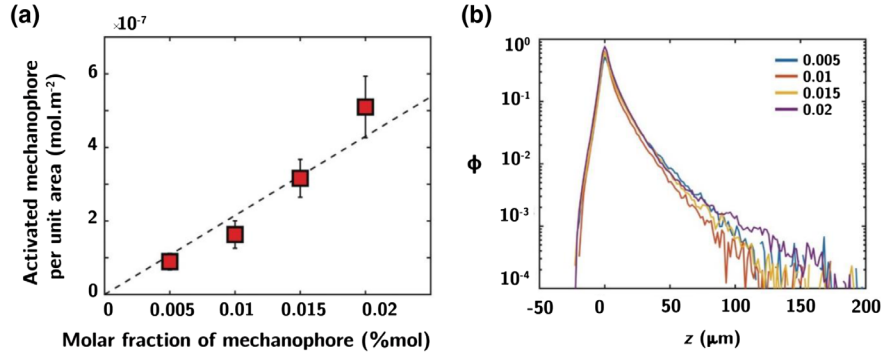 (a)
×10⁻⁷
6
4
2
0
0 0.005 0.01 0.015 0.02
Activated mechanophore
per unit area (mol.m⁻²)
Molar fraction of mechanophore (%mol)
(b)
10⁰
10⁻¹
10⁻²
10⁻³
10⁻⁴
Φ
0.005
0.01
0.015
0.02
-50 0 50 100 150 200
z (μm)